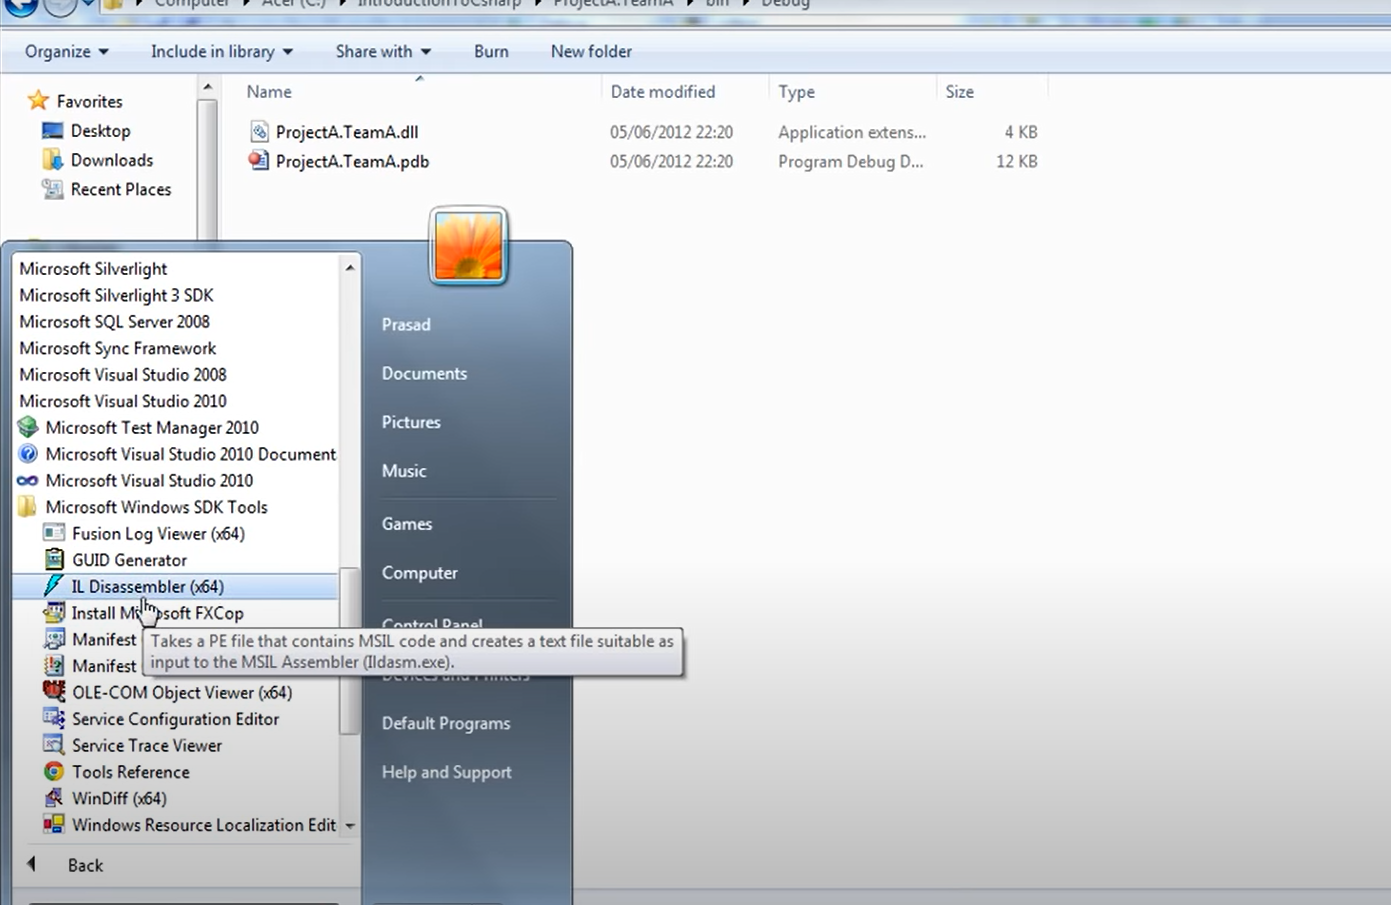 Computer Acer (C:) IntroductionToCsharp ProjectA.TeamA bin Debug
Organize Include in library Share with Burn New folder
Favorites
Desktop
Downloads
Recent Places
Name Date modified Type Size
ProjectA.TeamA.dll 05/06/2012 22:20 Application extens... 4 KB
ProjectA.TeamA.pdb 05/06/2012 22:20 Program Debug D... 12 KB
Microsoft Silverlight
Microsoft Silverlight 3 SDK
Microsoft SQL Server 2008
Microsoft Sync Framework
Microsoft Visual Studio 2008
Microsoft Visual Studio 2010
Microsoft Test Manager 2010
Microsoft Visual Studio 2010 Document
Microsoft Visual Studio 2010
Microsoft Windows SDK Tools
Fusion Log Viewer (x64)
GUID Generator
IL Disassembler (x64)
Install Microsoft FXCop
Manifest
Manifest
OLE-COM Object Viewer (x64)
Service Configuration Editor
Service Trace Viewer
Tools Reference
WinDiff (x64)
Windows Resource Localization Edit
Back
Takes a PE file that contains MSIL code and creates a text file suitable as
input to the MSIL Assembler (Ildasm.exe).
Prasad
Documents
Pictures
Music
Games
Computer
Control Panel
Devices and Printers
Default Programs
Help and Support